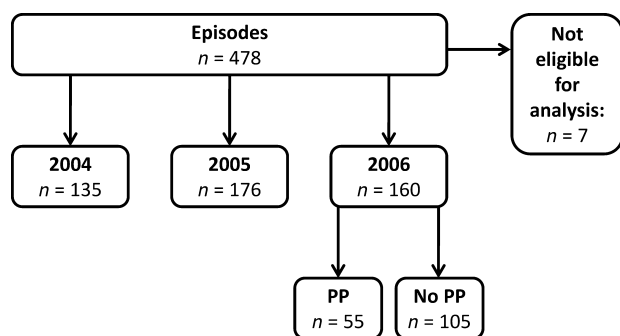 Episodes
n = 478
Not
eligible
for
analysis:
n = 7
2004
n = 135
2005
n = 176
2006
n = 160
PP
n = 55
No PP
n = 105